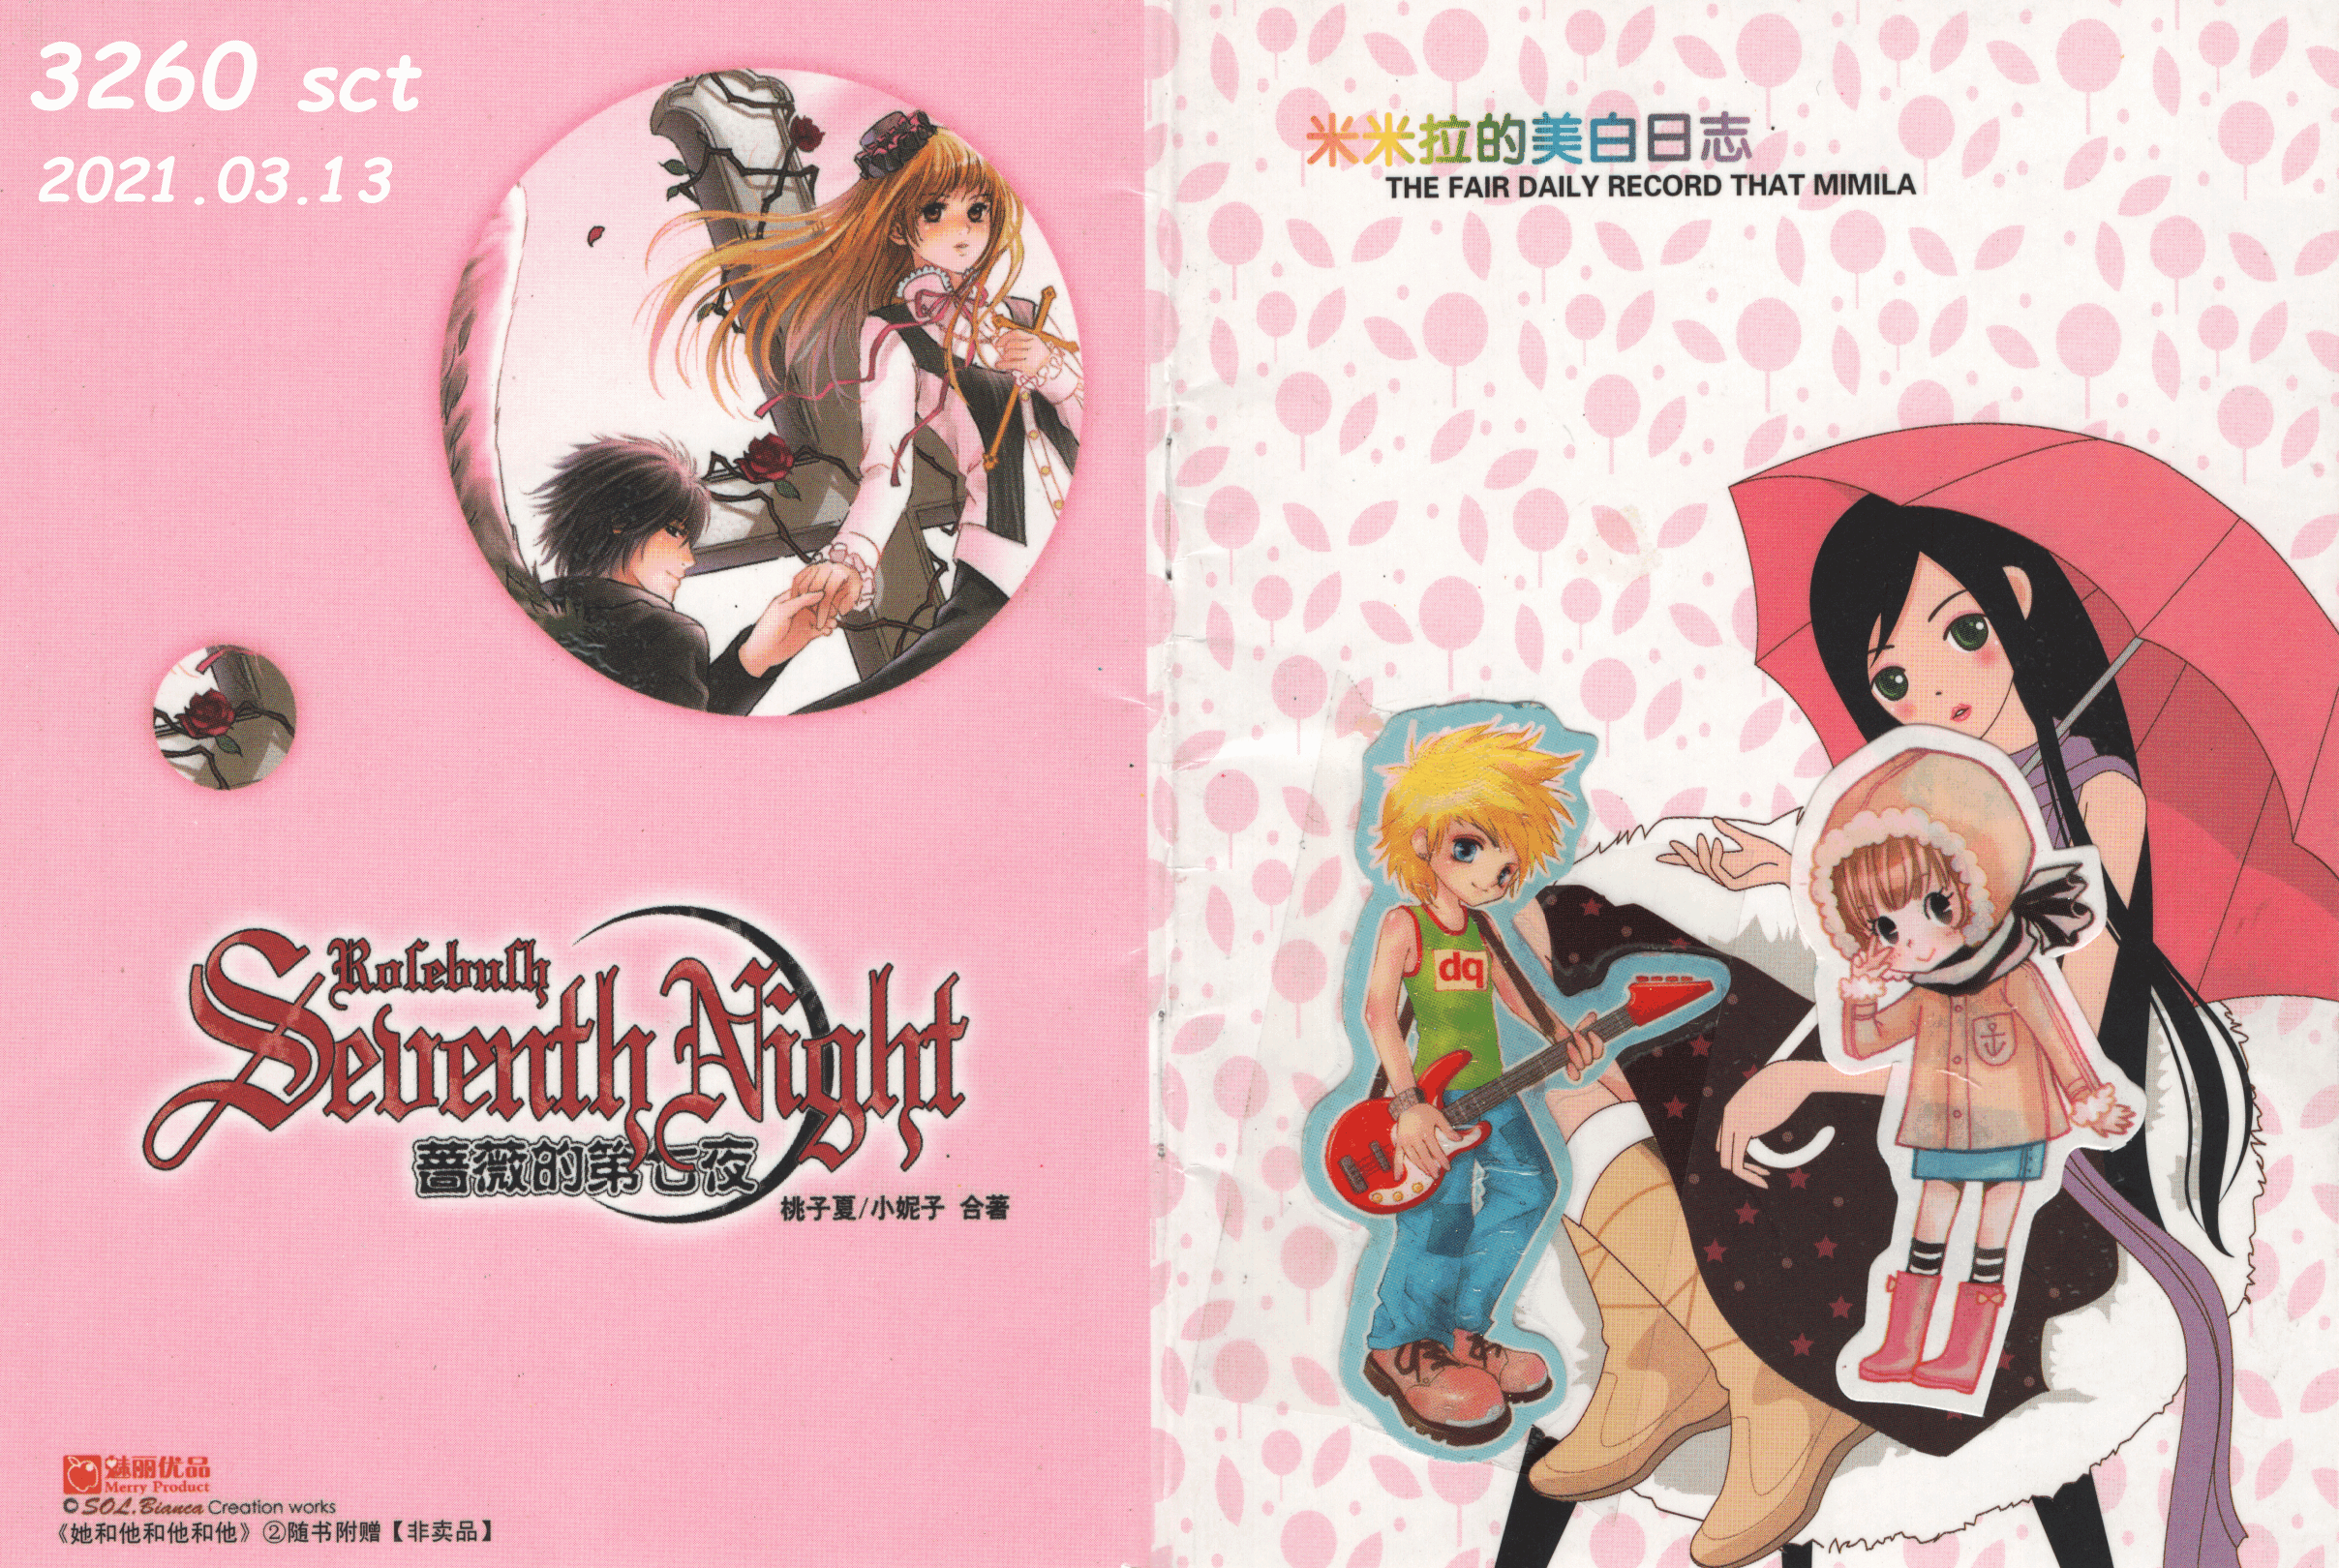 3260 sct
2021.03.13
Rosebush
Seventh Night
蔷薇的第七夜
桃子夏/小妮子 合著
魅丽优品
Merry Product
© SOL.Bianca Creation works
《她和他和他和他》②随书附赠【非卖品】
米米拉的美白日志
THE FAIR DAILY RECORD THAT MIMILA
dq